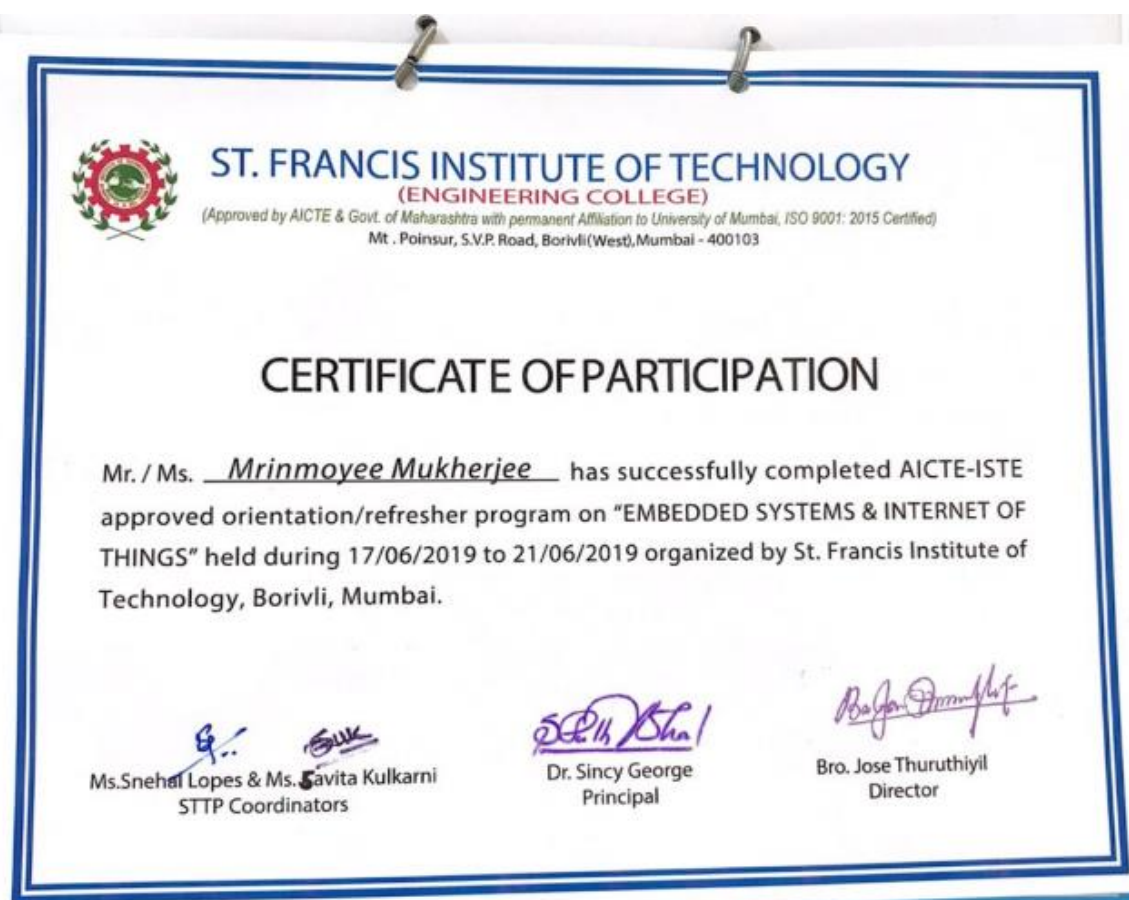 ST. FRANCIS INSTITUTE OF TECHNOLOGY
(ENGINEERING COLLEGE)
(Approved by AICTE & Govt. of Maharashtra with permanent Affiliation to University of Mumbai, ISO 9001: 2015 Certified)
Mt . Poinsur, S.V.P. Road, Borivli(West),Mumbai - 400103
CERTIFICATE OF PARTICIPATION
Mr. / Ms. Mrinmoyee Mukherjee has successfully completed AICTE-ISTE
approved orientation/refresher program on "EMBEDDED SYSTEMS & INTERNET OF
THINGS" held during 17/06/2019 to 21/06/2019 organized by St. Francis Institute of
Technology, Borivli, Mumbai.
Ms.Snehal Lopes & Ms. Savita Kulkarni
STTP Coordinators
Dr. Sincy George
Principal
Bro. Jose Thuruthiyil
Director